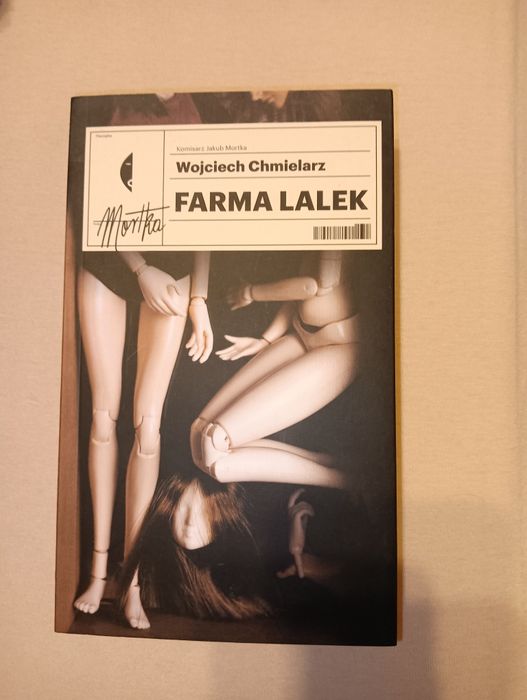 Komisarz Jakub Mortka
Wojciech Chmielarz
FARMA LALEK
Mortka